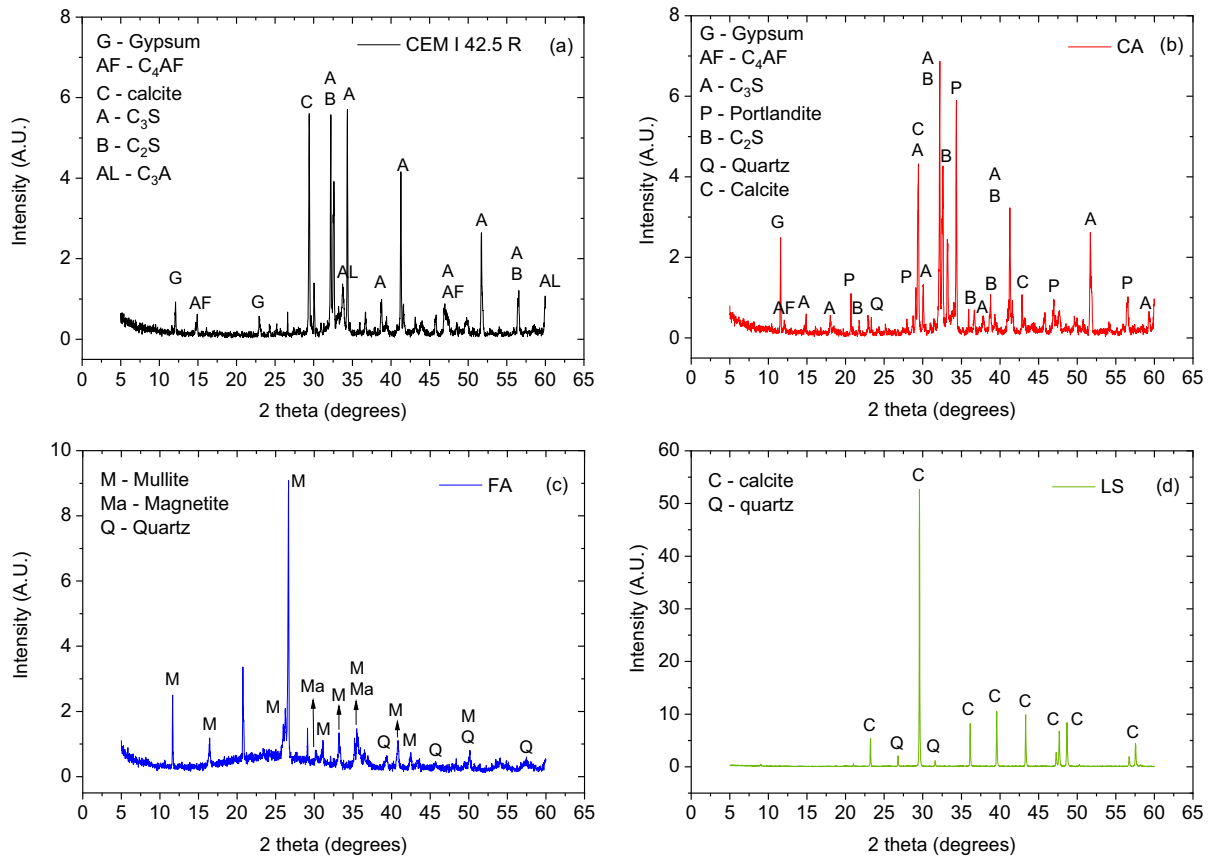 G - Gypsum
AF - C₄AF
C - calcite
A - C₃S
B - C₂S
AL - C₃A
CEM I 42.5 R
(a)
Intensity (A.U.)
8
6
4
2
0
G
AF
G
C
A
B
A
AL
A
A
A
AF
A
A
B
AL
0 5 10 15 20 25 30 35 40 45 50 55 60 65
2 theta (degrees)
G - Gypsum
AF - C₄AF
A - C₃S
P - Portlandite
B - C₂S
Q - Quartz
C - Calcite
CA
(b)
Intensity (A.U.)
8
6
4
2
0
G
AF
A
A
P
B
Q
P
C
A
A
A
B
B
P
B
A
B
A
B
C
P
A
P
A
0 5 10 15 20 25 30 35 40 45 50 55 60 65
2 theta (degrees)
M - Mullite
Ma - Magnetite
Q - Quartz
FA
(c)
Intensity (A.U.)
10
8
6
4
2
0
M
M
M
M
Ma
M
M
M
Ma
Q
M
M
Q
M
Q
Q
0 5 10 15 20 25 30 35 40 45 50 55 60 65
2 theta (degrees)
C - calcite
Q - quartz
LS
(d)
Intensity (A.U.)
60
50
40
30
20
10
0
C
Q
C
Q
C
C
C
C
C
C
0 5 10 15 20 25 30 35 40 45 50 55 60 65
2 theta (degrees)